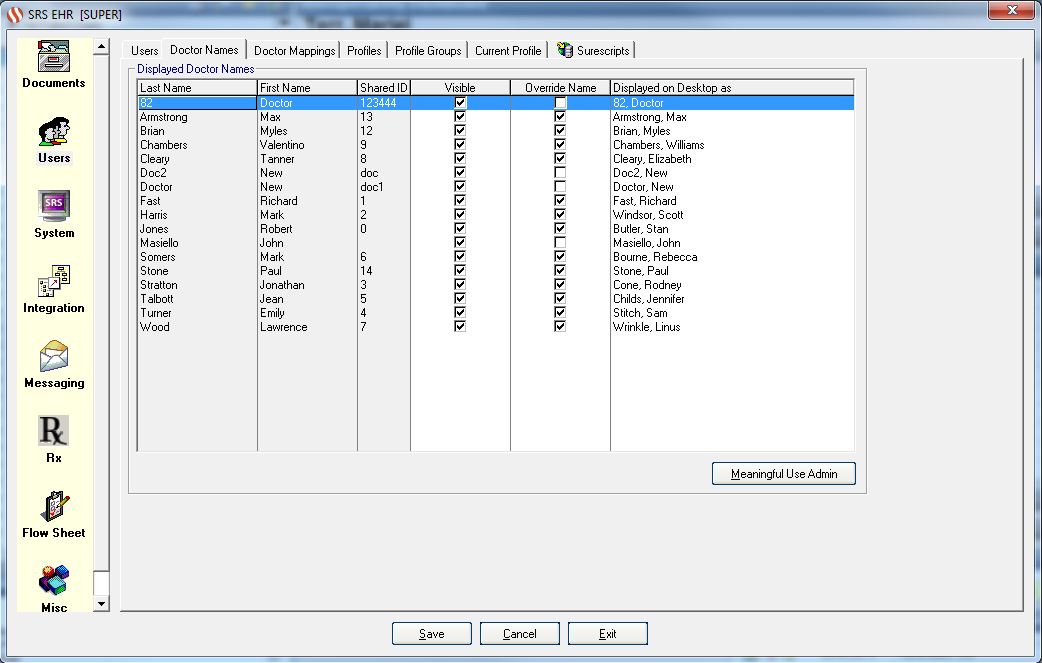 SRS EHR [SUPER]
Documents
Users
System
Integration
Messaging
Rx
Flow Sheet
Misc
SRS
Rx
Users Doctor Names Doctor Mappings Profiles Profile Groups Current Profile Surescripts
Displayed Doctor Names
Last Name First Name Shared ID Visible Override Name Displayed on Desktop as
82 Doctor 123444 82, Doctor
Armstrong Max 13 Armstrong, Max
Brian Myles 12 Brian, Myles
Chambers Valentino 9 Chambers, Williams
Cleary Tanner 8 Cleary, Elizabeth
Doc2 New doc Doc2, New
Doctor New doc1 Doctor, New
Fast Richard 1 Fast, Richard
Harris Mark 2 Windsor, Scott
Jones Robert 0 Butler, Stan
Masiello John Masiello, John
Somers Mark 6 Bourne, Rebecca
Stone Paul 14 Stone, Paul
Stratton Jonathan 3 Cone, Rodney
Talbott Jean 5 Childs, Jennifer
Turner Emily 4 Stitch, Sam
Wood Lawrence 7 Wrinkle, Linus
Meaningful Use Admin
Save Cancel Exit